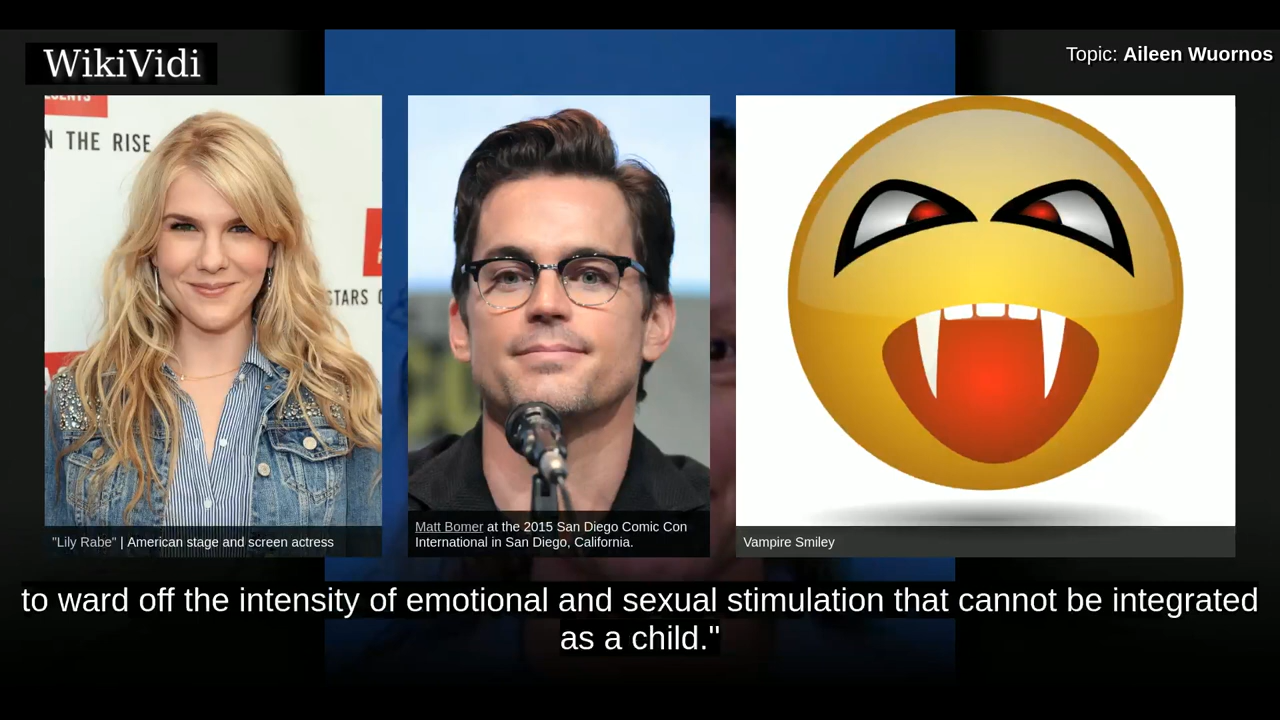 WikiVidi
Topic: Aileen Wuornos
N THE RISE
STARS
"Lily Rabe" | American stage and screen actress
Matt Bomer at the 2015 San Diego Comic Con
International in San Diego, California.
Vampire Smiley
to ward off the intensity of emotional and sexual stimulation that cannot be integrated
as a child."